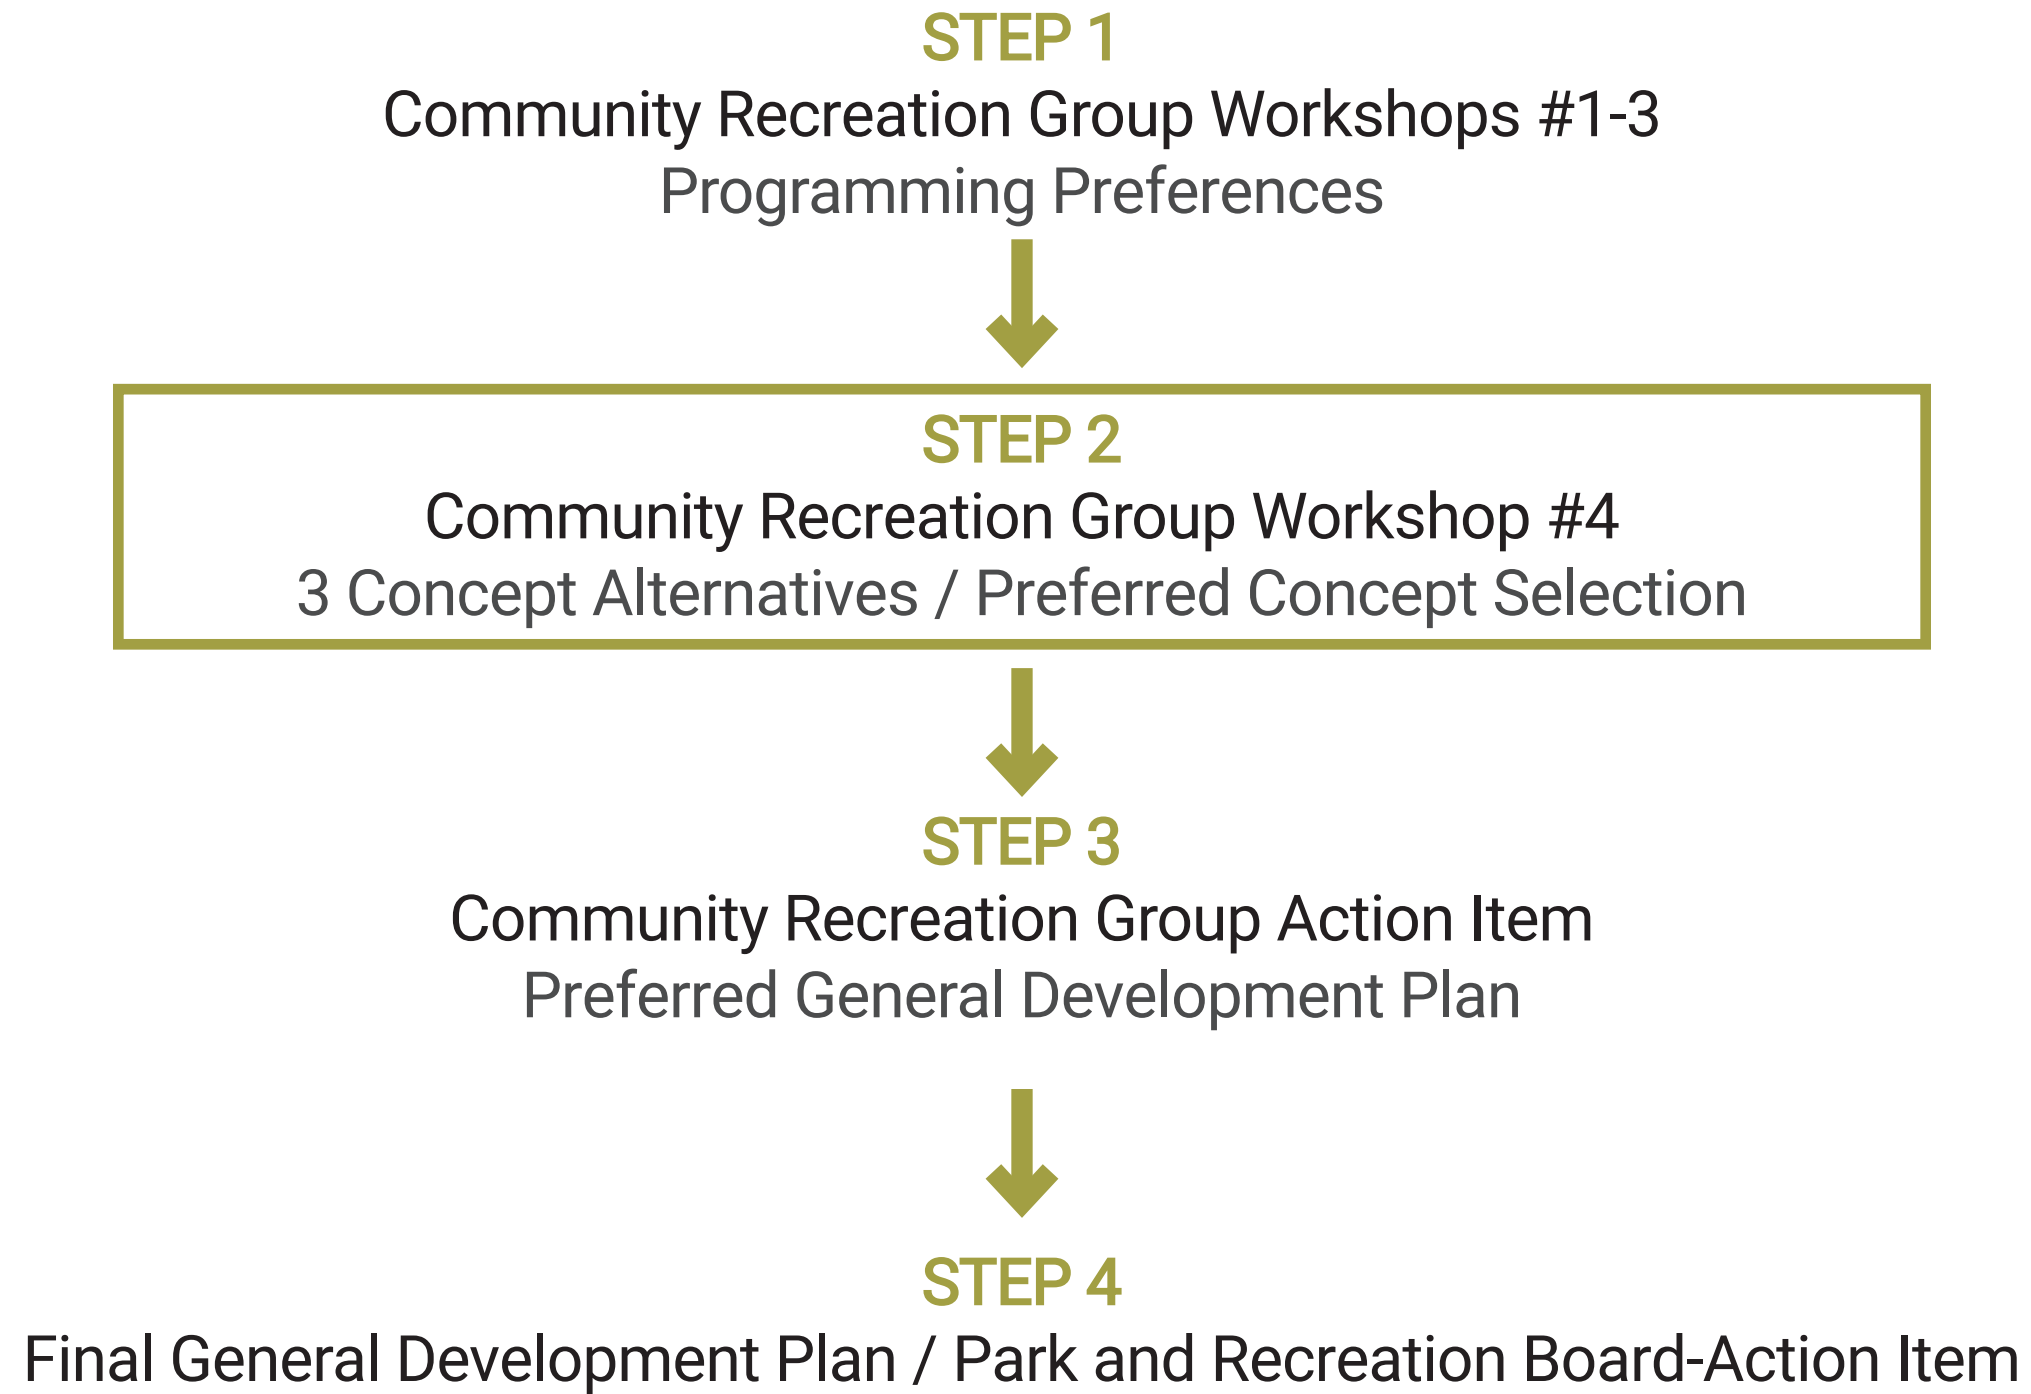 STEP 1
Community Recreation Group Workshops #1-3
Programming Preferences
STEP 2
Community Recreation Group Workshop #4
3 Concept Alternatives / Preferred Concept Selection
STEP 3
Community Recreation Group Action Item
Preferred General Development Plan
STEP 4
Final General Development Plan / Park and Recreation Board-Action Item